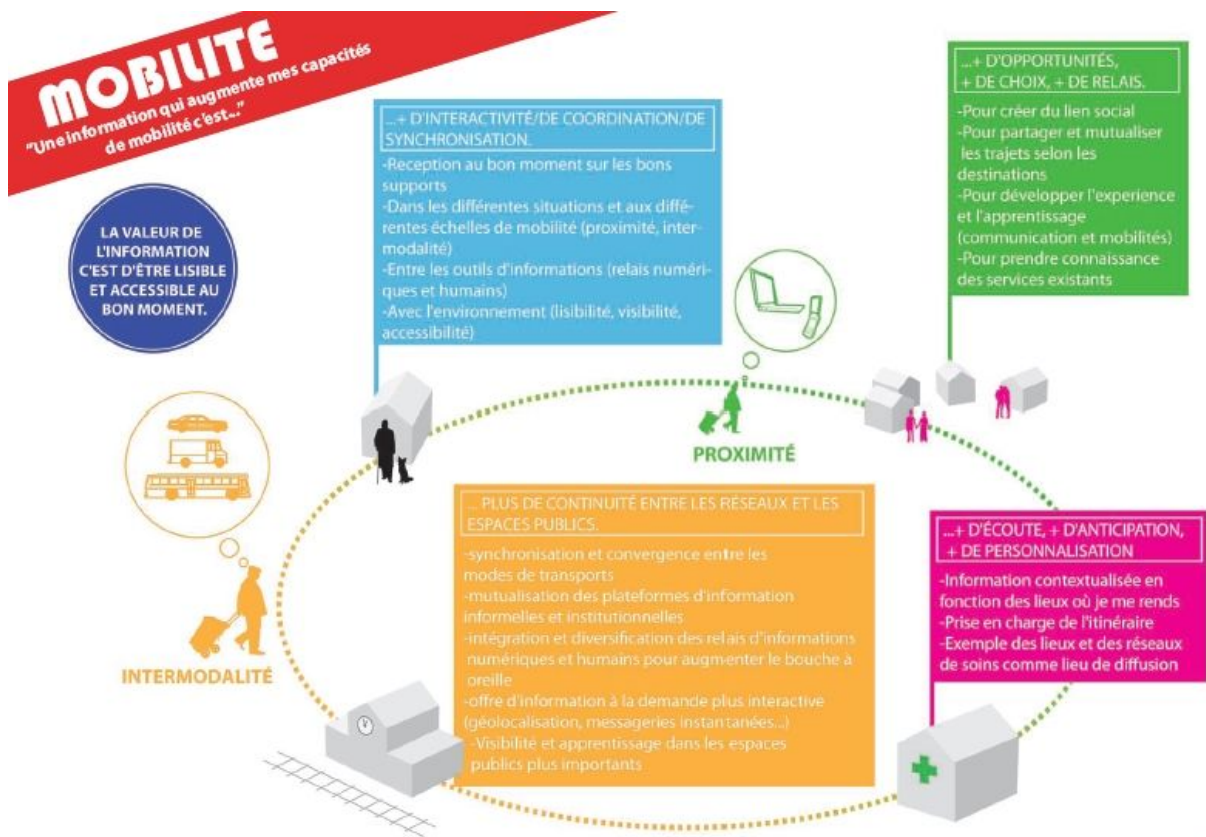 MOBILITE
"Une information qui augmente mes capacités
de mobilité c'est..."
LA VALEUR DE
L'INFORMATION
C'EST D'ÊTRE LISIBLE
ET ACCESSIBLE AU
BON MOMENT.
...+ D'INTERACTIVITÉ/DE COORDINATION/DE
SYNCHRONISATION.
-Reception au bon moment sur les bons
supports
-Dans les différentes situations et aux diffé-
rentes échelles de mobilité (proximité, inter-
modalité)
-Entre les outils d'informations (relais numéri-
ques et humains)
-Avec l'environnement (lisibilité, visibilité,
accessibilité)
...+ D'OPPORTUNITÉS,
+ DE CHOIX, + DE RELAIS.
-Pour créer du lien social
-Pour partager et mutualiser
les trajets selon les
destinations
-Pour développer l'experience
et l'apprentissage
(communication et mobilités)
-Pour prendre connaissance
des services existants
PROXIMITÉ
INTERMODALITÉ
... PLUS DE CONTINUITÉ ENTRE LES RÉSEAUX ET LES
ESPACES PUBLICS.
-synchronisation et convergence entre les
modes de transports
-mutualisation des plateformes d'information
informelles et institutionnelles
-intégration et diversification des relais d'informations
numériques et humains pour augmenter le bouche à
oreille
-offre d'information à la demande plus interactive
(géolocalisation, messageries instantanées...)
-Visibilité et apprentissage dans les espaces
publics plus importants
...+ D'ÉCOUTE, + D'ANTICIPATION,
+ DE PERSONNALISATION
-Information contextualisée en
fonction des lieux où je me rends
-Prise en charge de l'itinéraire
-Exemple des lieux et des réseaux
de soins comme lieu de diffusion